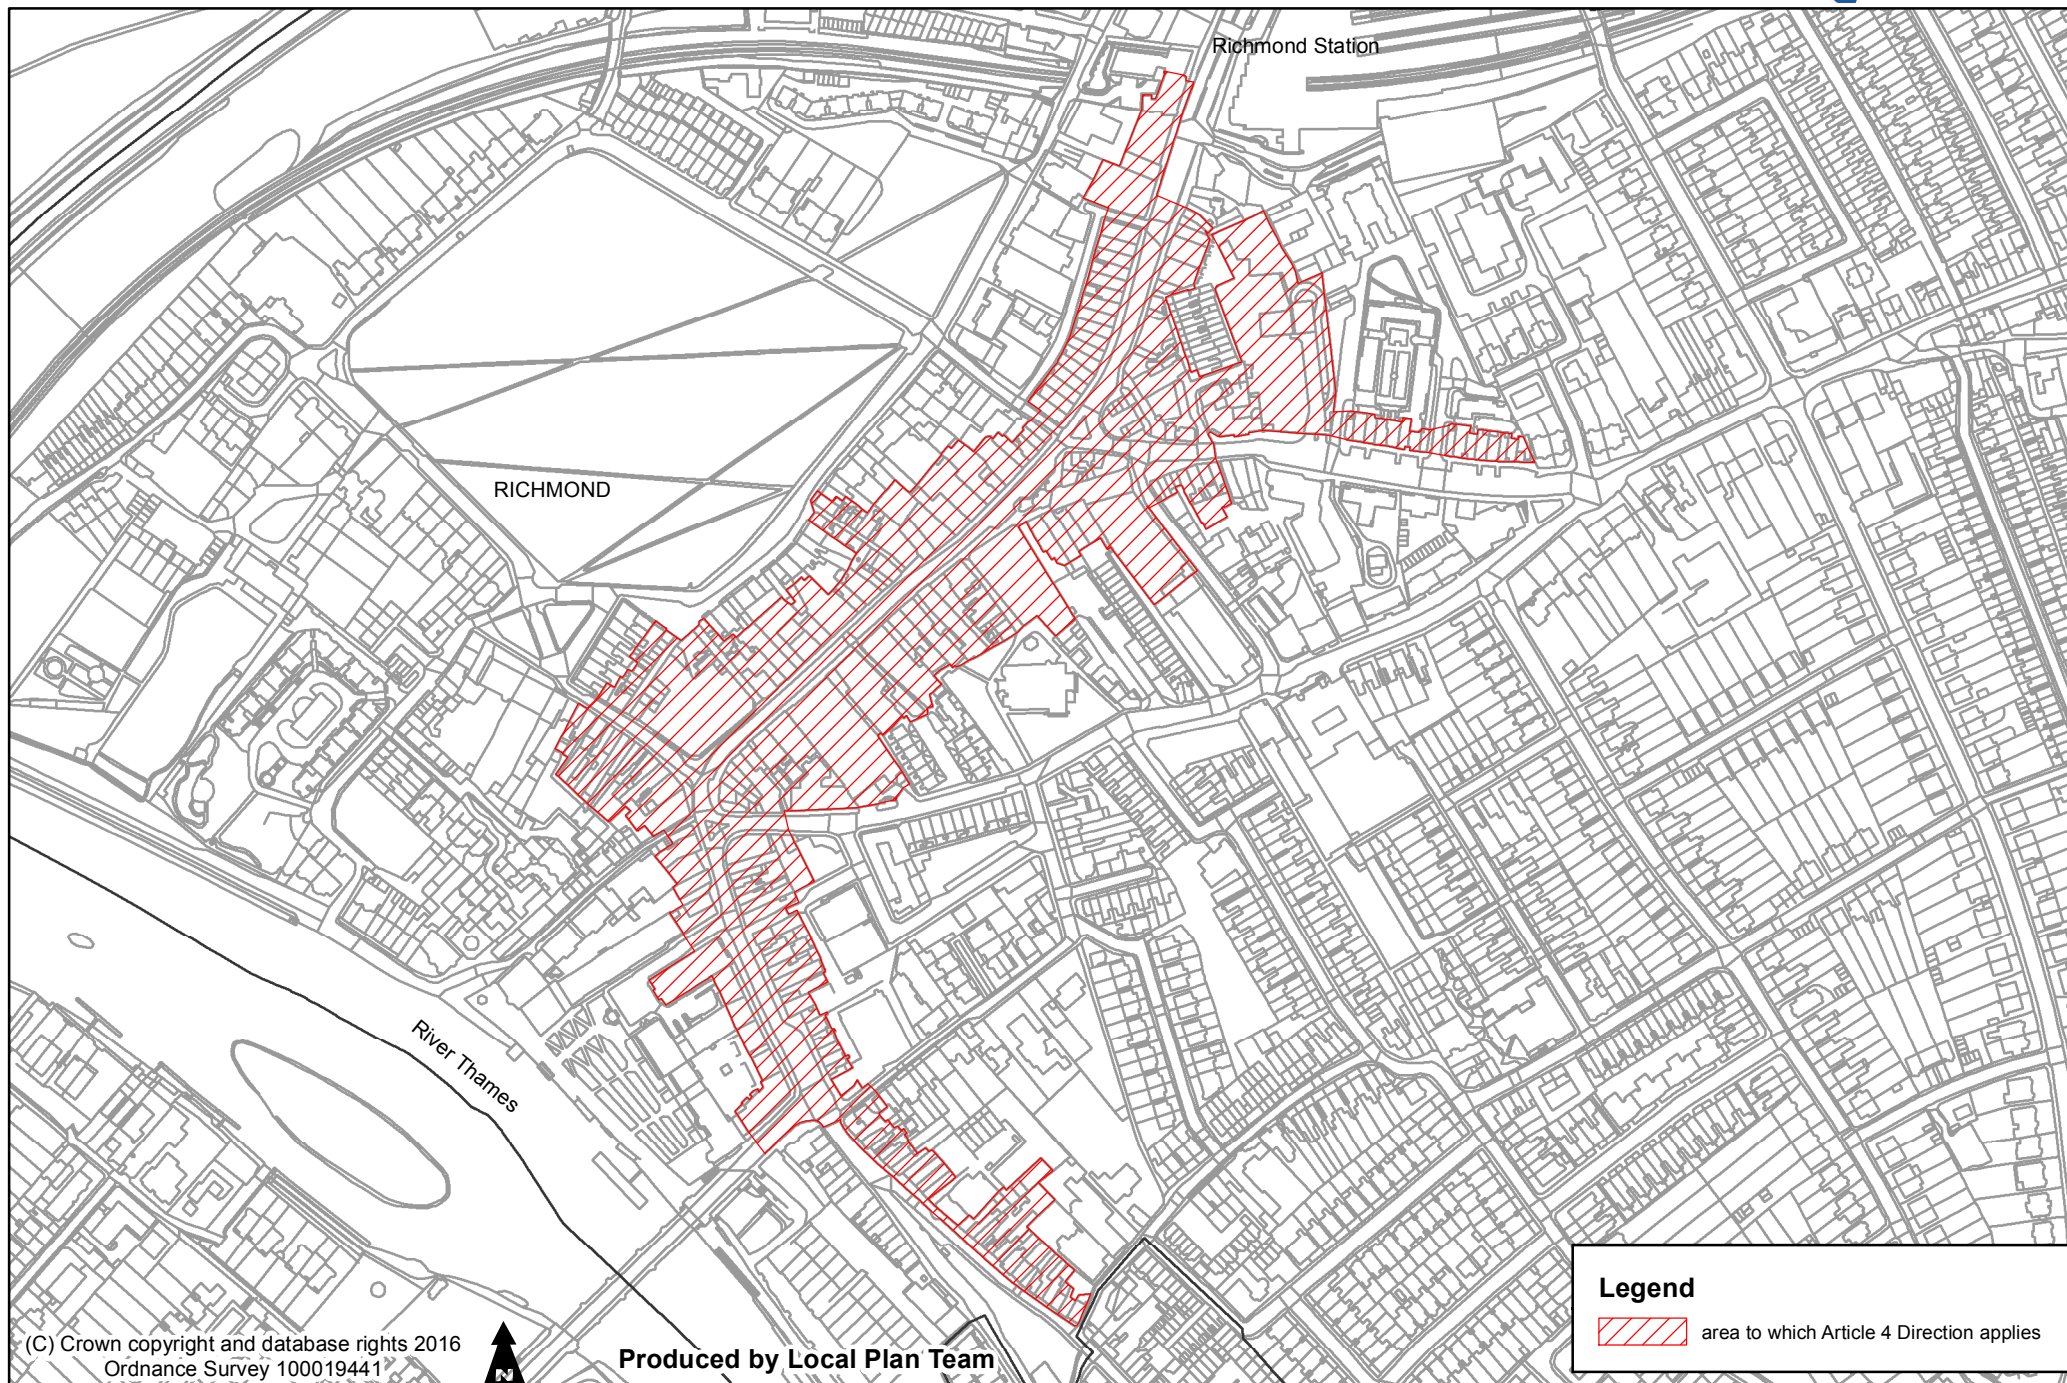 Richmond Station
RICHMOND
River Thames
Legend
area to which Article 4 Direction applies
(C) Crown copyright and database rights 2016
Ordnance Survey 100019441
N
Produced by Local Plan Team